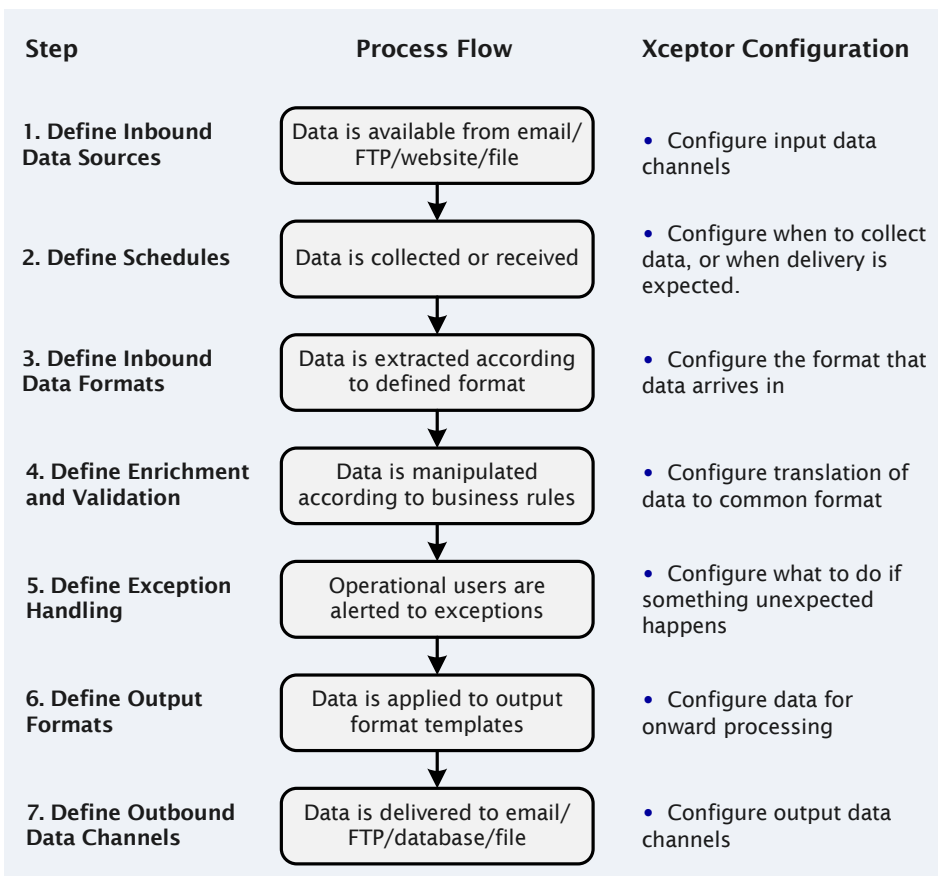 Step
Process Flow
Xceptor Configuration
1. Define Inbound
Data Sources
Data is available from email/
FTP/website/file
• Configure input data
channels
2. Define Schedules
Data is collected or received
• Configure when to collect
data, or when delivery is
expected.
3. Define Inbound
Data Formats
Data is extracted according
to defined format
• Configure the format that
data arrives in
4. Define Enrichment
and Validation
Data is manipulated
according to business rules
• Configure translation of
data to common format
5. Define Exception
Handling
Operational users are
alerted to exceptions
• Configure what to do if
something unexpected
happens
6. Define Output
Formats
Data is applied to output
format templates
• Configure data for
onward processing
7. Define Outbound
Data Channels
Data is delivered to email/
FTP/database/file
• Configure output data
channels